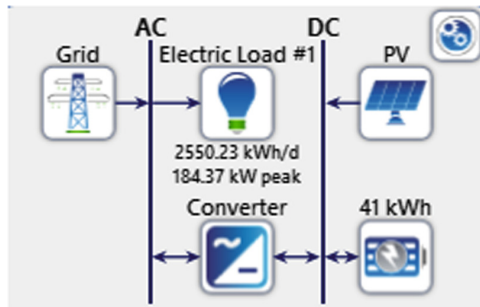 AC DC
Grid Electric Load #1 PV
2550.23 kWh/d
184.37 kW peak
Converter 41 kWh